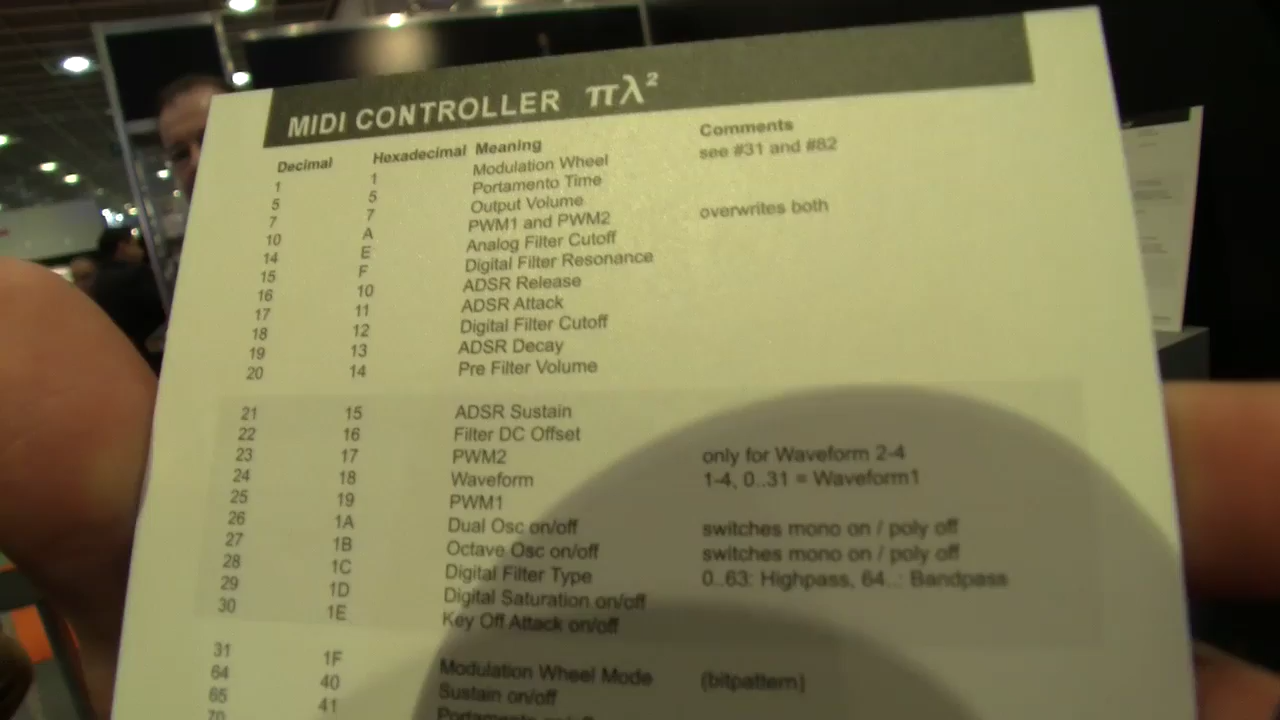 MIDI CONTROLLER πλ²
Decimal Hexadecimal Meaning Comments
1 1 Modulation Wheel see #31 and #82
5 5 Portamento Time
7 7 Output Volume
10 A PWM1 and PWM2 overwrites both
14 E Analog Filter Cutoff
15 F Digital Filter Resonance
16 10 ADSR Release
17 11 ADSR Attack
18 12 Digital Filter Cutoff
19 13 ADSR Decay
20 14 Pre Filter Volume
21 15 ADSR Sustain
22 16 Filter DC Offset
23 17 PWM2 only for Waveform 2-4
24 18 Waveform 1-4, 0..31 = Waveform1
25 19 PWM1
26 1A Dual Osc on/off switches mono on / poly off
27 1B Octave Osc on/off switches mono on / poly off
28 1C Digital Filter Type 0..63: Highpass, 64..: Bandpass
29 1D Digital Saturation on/off
30 1E Key Off Attack on/off
31 1F Modulation Wheel Mode (bitpattern)
64 40 Sustain on/off
65 41 Portamento
70